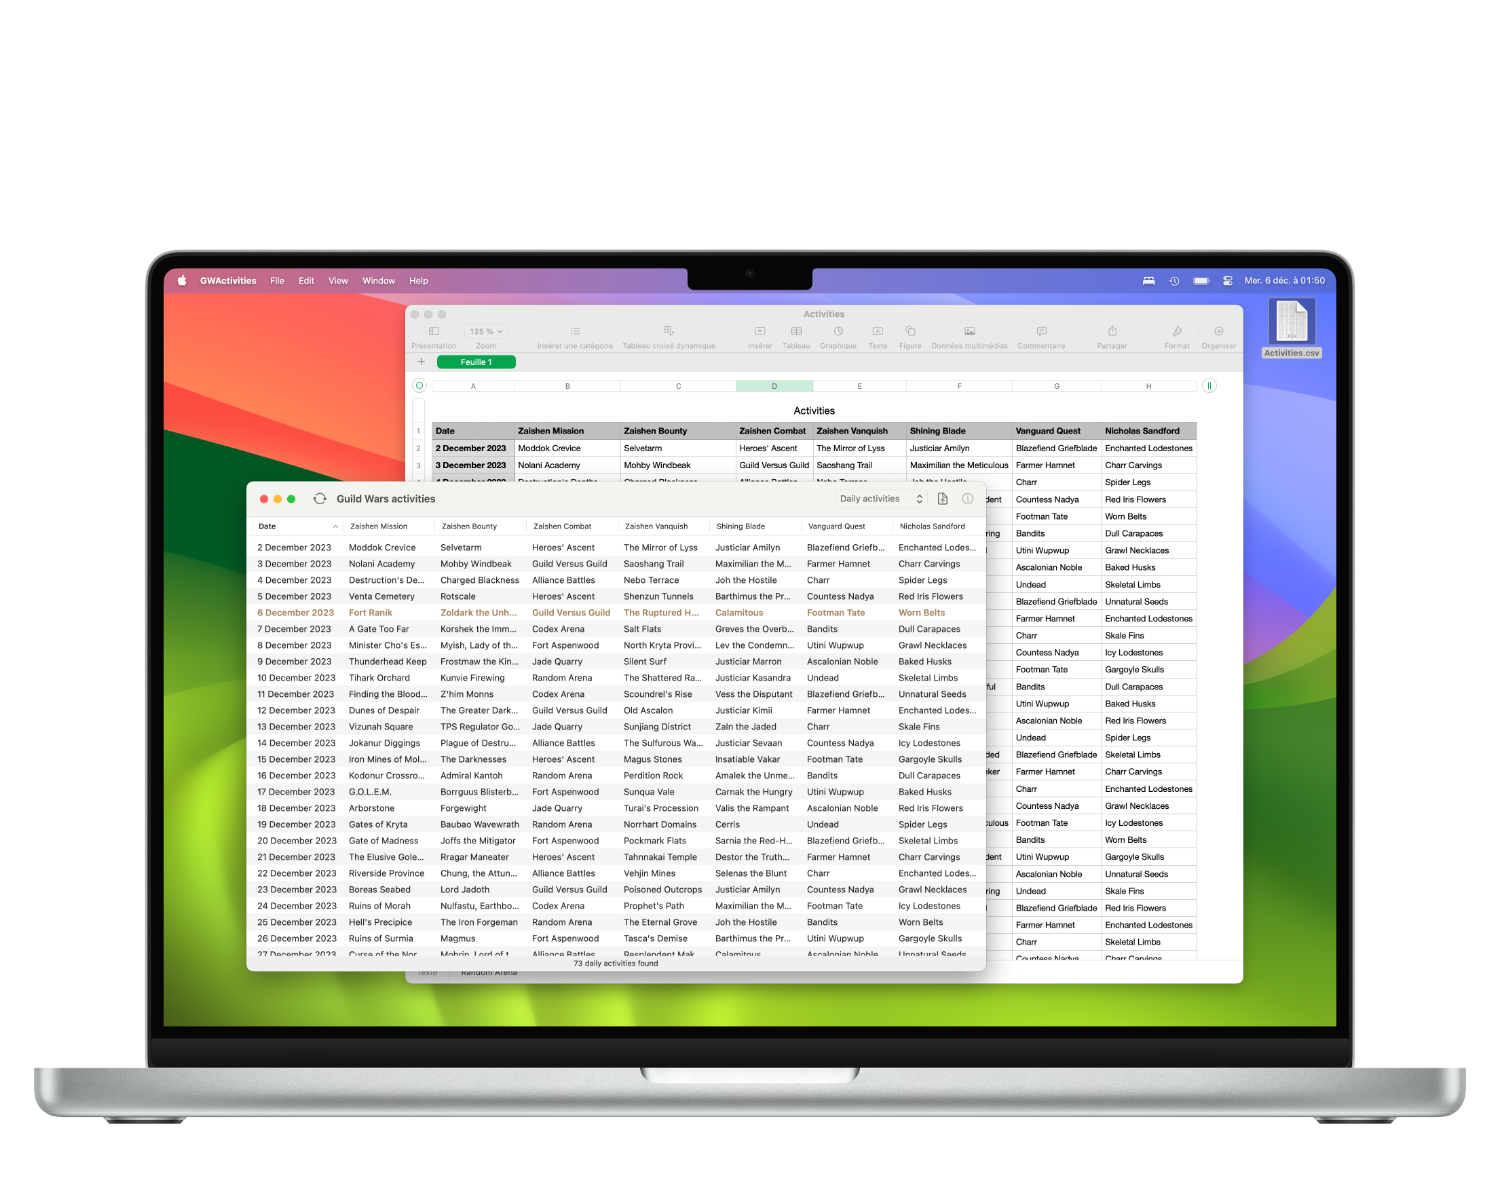 GWActivities File Edit View Window Help Mer. 6 déc. à 01:50
Activities
125 %
Présentation Zoom Insérer une catégorie Tableau croisé dynamique Insérer Tableau Graphique Texte Figure Données multimédias Commentaire Partager Format Organiser
Activities.csv
+ Feuille 1
A B C D E F G H
Activities
1 Date Zaishen Mission Zaishen Bounty Zaishen Combat Zaishen Vanquish Shining Blade Vanguard Quest Nicholas Sandford
2 2 December 2023 Moddok Crevice Selvetarm Heroes' Ascent The Mirror of Lyss Justiciar Amilyn Blazefiend Griefblade Enchanted Lodestones
3 3 December 2023 Nolani Academy Mohby Windbeak Guild Versus Guild Saoshang Trail Maximilian the Meticulous Farmer Hamnet Charr Carvings
Charr Spider Legs
dent Countess Nadya Red Iris Flowers
Footman Tate Worn Belts
ring Bandits Dull Carapaces
Utini Wupwup Grawl Necklaces
Ascalonian Noble Baked Husks
Undead Skeletal Limbs
Blazefiend Griefblade Unnatural Seeds
Farmer Hamnet Enchanted Lodestones
Charr Skale Fins
Countess Nadya Icy Lodestones
Footman Tate Gargoyle Skulls
ful Bandits Dull Carapaces
Utini Wupwup Baked Husks
Ascalonian Noble Red Iris Flowers
Undead Spider Legs
ded Blazefiend Griefblade Skeletal Limbs
ker Farmer Hamnet Charr Carvings
Charr Enchanted Lodestones
Countess Nadya Grawl Necklaces
culous Footman Tate Icy Lodestones
Bandits Worn Belts
dent Utini Wupwup Gargoyle Skulls
Ascalonian Noble Unnatural Seeds
ring Undead Skale Fins
Blazefiend Griefblade Red Iris Flowers
Farmer Hamnet Enchanted Lodestones
Charr Skeletal Limbs
Countess Nadya Charr Carvings
Guild Wars activities Daily activities
Date Zaishen Mission Zaishen Bounty Zaishen Combat Zaishen Vanquish Shining Blade Vanguard Quest Nicholas Sandford
2 December 2023 Moddok Crevice Selvetarm Heroes' Ascent The Mirror of Lyss Justiciar Amilyn Blazefiend Griefb... Enchanted Lodes...
3 December 2023 Nolani Academy Mohby Windbeak Guild Versus Guild Saoshang Trail Maximilian the M... Farmer Hamnet Charr Carvings
4 December 2023 Destruction's De... Charged Blackness Alliance Battles Nebo Terrace Joh the Hostile Charr Spider Legs
5 December 2023 Venta Cemetery Rotscale Heroes' Ascent Shenzun Tunnels Barthimus the Pr... Countess Nadya Red Iris Flowers
6 December 2023 Fort Ranik Zoldark the Unh... Guild Versus Guild The Ruptured H... Calamitous Footman Tate Worn Belts
7 December 2023 A Gate Too Far Korshek the Imm... Codex Arena Salt Flats Greves the Overb... Bandits Dull Carapaces
8 December 2023 Minister Cho's Es... Myish, Lady of th... Fort Aspenwood North Kryta Provi... Lev the Condemn... Utini Wupwup Grawl Necklaces
9 December 2023 Thunderhead Keep Frostmaw the Kin... Jade Quarry Silent Surf Justiciar Marron Ascalonian Noble Baked Husks
10 December 2023 Tihark Orchard Kunvie Firewing Random Arena The Shattered Ra... Justiciar Kasandra Undead Skeletal Limbs
11 December 2023 Finding the Blood... Z'him Monns Codex Arena Scoundrel's Rise Vess the Disputant Blazefiend Griefb... Unnatural Seeds
12 December 2023 Dunes of Despair The Greater Dark... Guild Versus Guild Old Ascalon Justiciar Kimii Farmer Hamnet Enchanted Lodes...
13 December 2023 Vizunah Square TPS Regulator Go... Jade Quarry Sunjiang District Zaln the Jaded Charr Skale Fins
14 December 2023 Jokanur Diggings Plague of Destru... Alliance Battles The Sulfurous Wa... Justiciar Sevaan Countess Nadya Icy Lodestones
15 December 2023 Iron Mines of Mol... The Darknesses Heroes' Ascent Magus Stones Insatiable Vakar Footman Tate Gargoyle Skulls
16 December 2023 Kodonur Crossro... Admiral Kantoh Random Arena Perdition Rock Amalek the Unme... Bandits Dull Carapaces
17 December 2023 G.O.L.E.M. Borrguus Blisterb... Fort Aspenwood Sunqua Vale Carnak the Hungry Utini Wupwup Baked Husks
18 December 2023 Arborstone Forgewight Jade Quarry Turai's Procession Valis the Rampant Ascalonian Noble Red Iris Flowers
19 December 2023 Gates of Kryta Baubao Wavewrath Random Arena Norrhart Domains Cerris Undead Spider Legs
20 December 2023 Gate of Madness Joffs the Mitigator Fort Aspenwood Pockmark Flats Sarnia the Red-H... Blazefiend Griefb... Skeletal Limbs
21 December 2023 The Elusive Gole... Rragar Maneater Heroes' Ascent Tahnnakai Temple Destor the Truth... Farmer Hamnet Charr Carvings
22 December 2023 Riverside Province Chung, the Attun... Fort Aspenwood Vehjin Mines Selenas the Blunt Charr Enchanted Lodes...
23 December 2023 Boreas Seabed Lord Jadoth Guild Versus Guild Poisoned Outcrops Justiciar Amilyn Countess Nadya Grawl Necklaces
24 December 2023 Ruins of Morah Nulfastu, Earthbo... Codex Arena Prophet's Path Maximilian the M... Footman Tate Icy Lodestones
25 December 2023 Hell's Precipice The Iron Forgeman Random Arena The Eternal Grove Joh the Hostile Bandits Worn Belts
26 December 2023 Ruins of Surmia Magmus Fort Aspenwood Tasca's Demise Barthimus the Pr... Utini Wupwup Gargoyle Skulls
27 December 2023 Curse of the Nor... Mohrin, Lord of t... Alliance Battles Resplendent Mak... Calamitous Ascalonian Noble Unnatural Seeds
73 daily activities found
Texte Random Arena